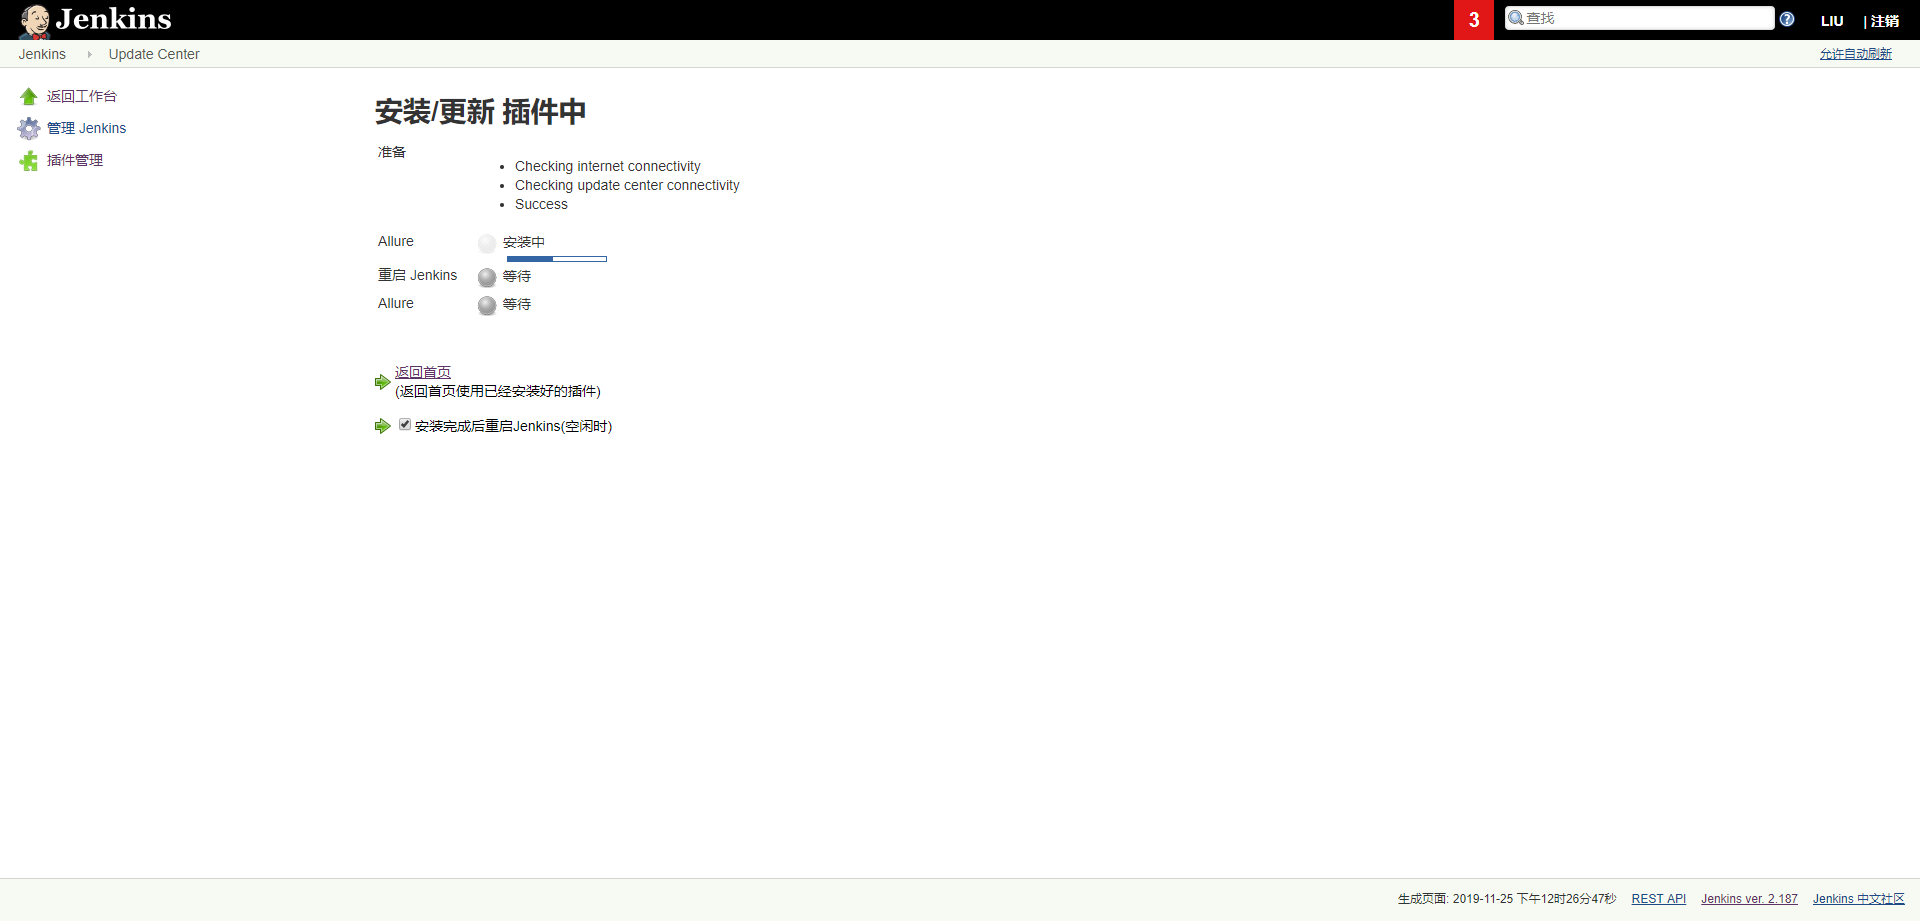 Jenkins
3
查找
LIU
| 注销
Jenkins
Update Center
允许自动刷新
返回工作台
管理 Jenkins
插件管理
安装/更新 插件中
准备
Checking internet connectivity
Checking update center connectivity
Success
Allure
安装中
重启 Jenkins
等待
Allure
等待
返回首页
(返回首页使用已经安装好的插件)
安装完成后重启Jenkins(空闲时)
生成页面: 2019-11-25 下午12时26分47秒
REST API
Jenkins ver. 2.187
Jenkins 中文社区